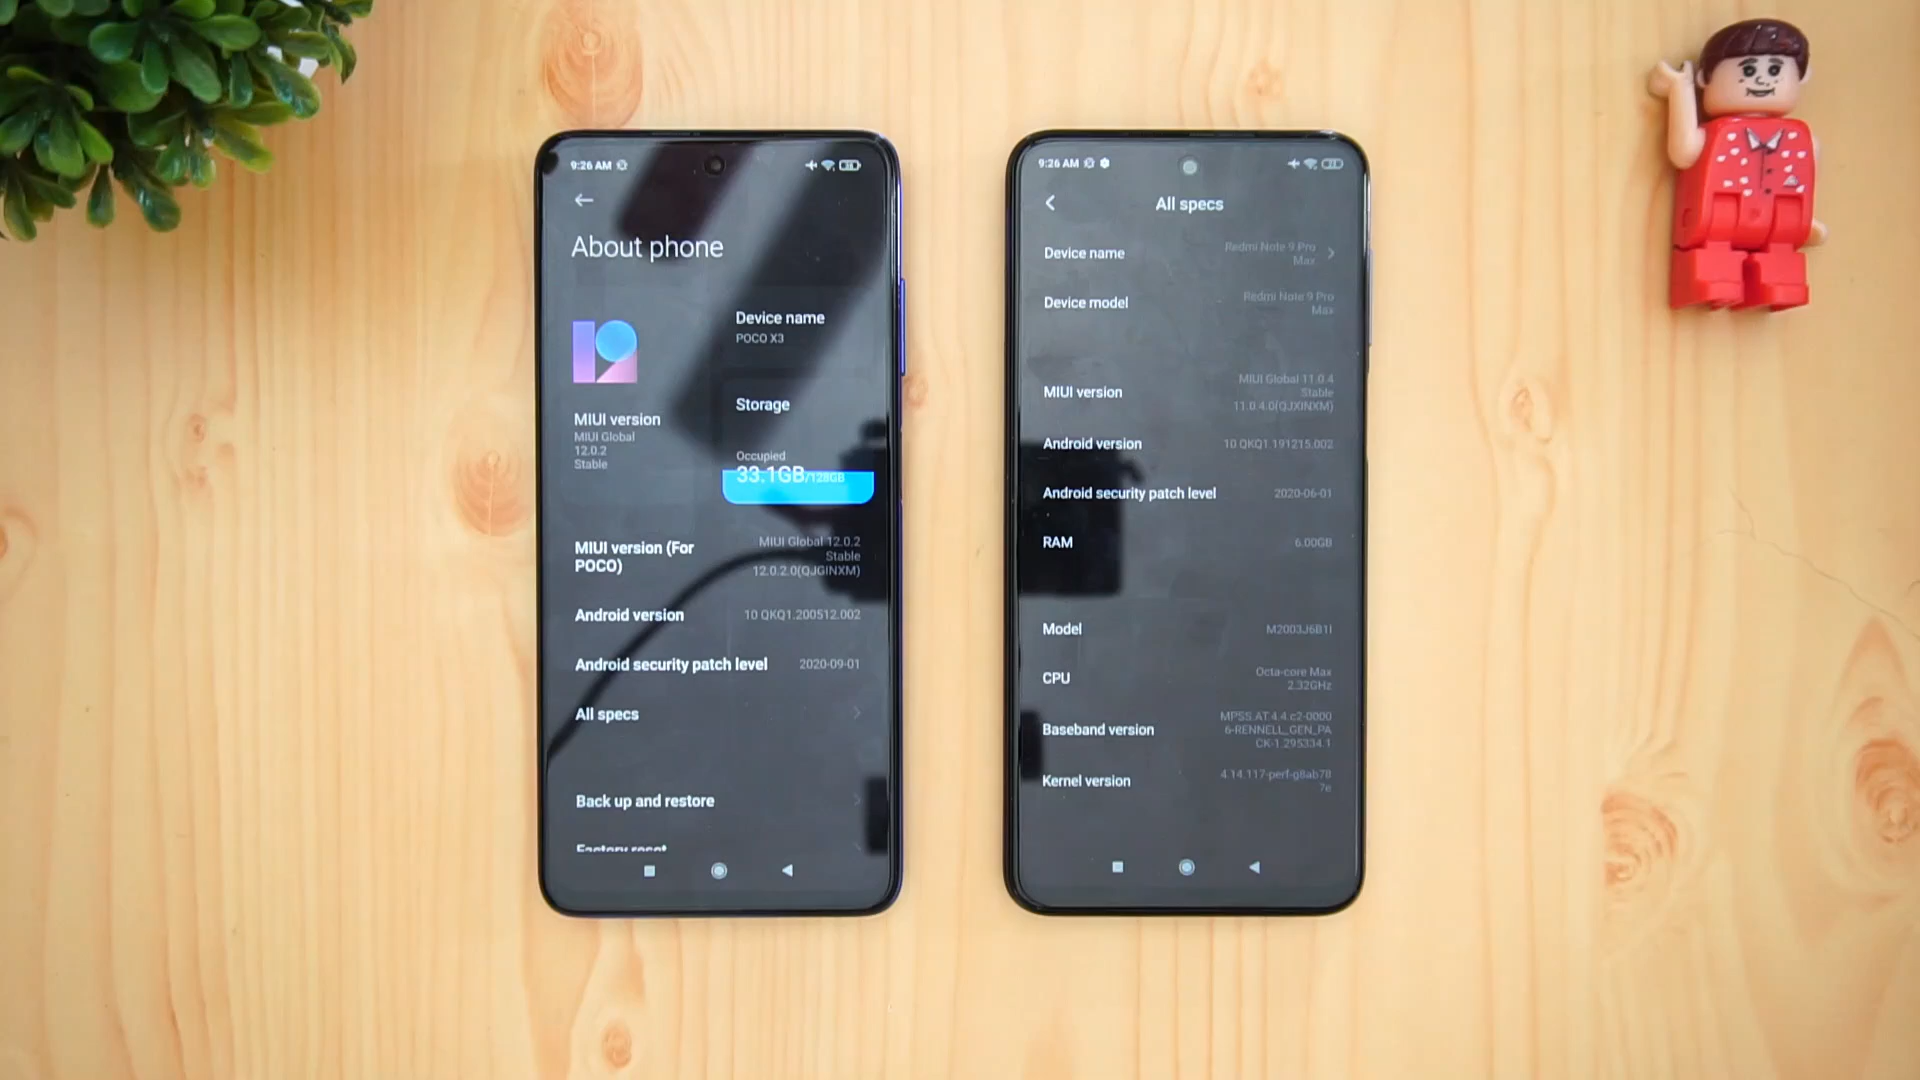 9:26 AM
About phone
Device name
POCO X3
Storage
MIUI version
MIUI Global
12.0.2
Stable
Occupied
33.1GB/128GB
MIUI version (For
POCO)
MIUI Global 12.0.2
Stable
12.0.2.0(QJGINXM)
Android version
10 QKQ1.200512.002
Android security patch level
2020-09-01
All specs
Back up and restore
Factory reset
9:26 AM
All specs
Device name
Redmi Note 9 Pro
Max
Device model
Redmi Note 9 Pro
Max
MIUI version
MIUI Global 11.0.4
Stable
11.0.4.0(QJXINXM)
Android version
10 QKQ1.191215.002
Android security patch level
2020-06-01
RAM
6.00GB
Model
M2003J6B1I
CPU
Octa-core Max
2.32GHz
Baseband version
MPSS.AT.4.4.c2-0000
6-RENNELL_GEN_PA
CK-1.295334.1
Kernel version
4.14.117-perf-g8ab78
7e